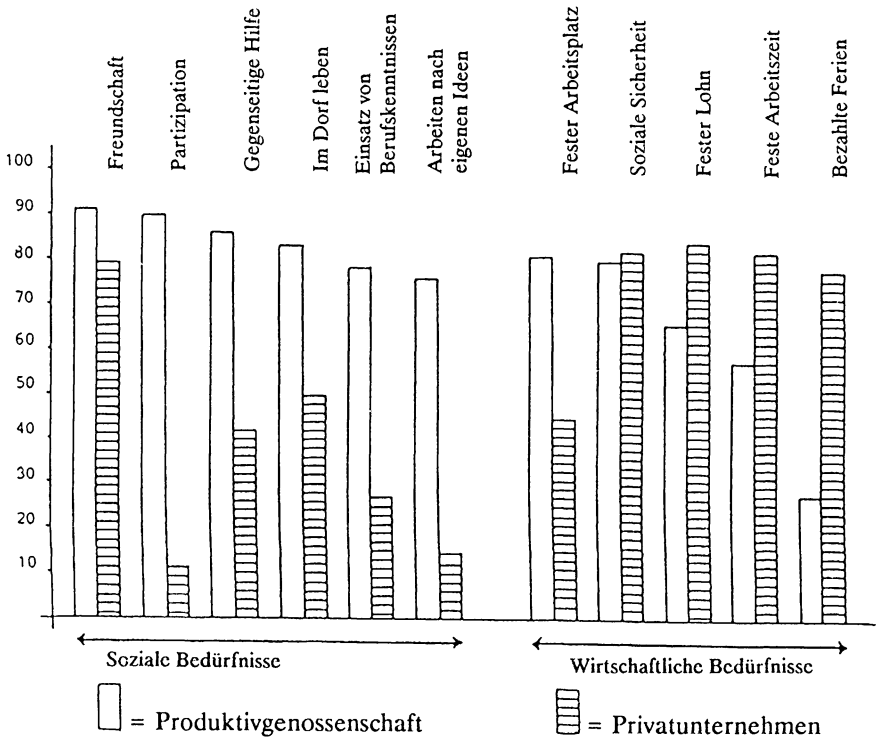 Freundschaft
Partizipation
Gegenseitige Hilfe
Im Dorf leben
Einsatz von
Berufskenntnissen
Arbeiten nach
eigenen Ideen
Fester Arbeitsplatz
Soziale Sicherheit
Fester Lohn
Feste Arbeitszeit
Bezahlte Ferien
100
90
80
70
60
50
40
30
20
10
Soziale Bedürfnisse
Wirtschaftliche Bedürfnisse
= Produktivgenossenschaft
= Privatunternehmen